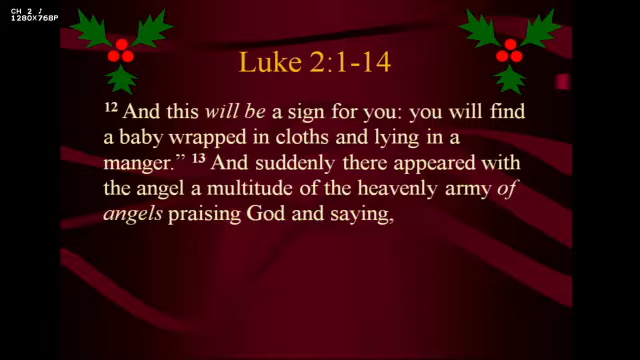 CH 2 ♪
1280X768P
Luke 2:1-14
12 And this will be a sign for you: you will find
a baby wrapped in cloths and lying in a
manger.” 13 And suddenly there appeared with
the angel a multitude of the heavenly army of
angels praising God and saying,